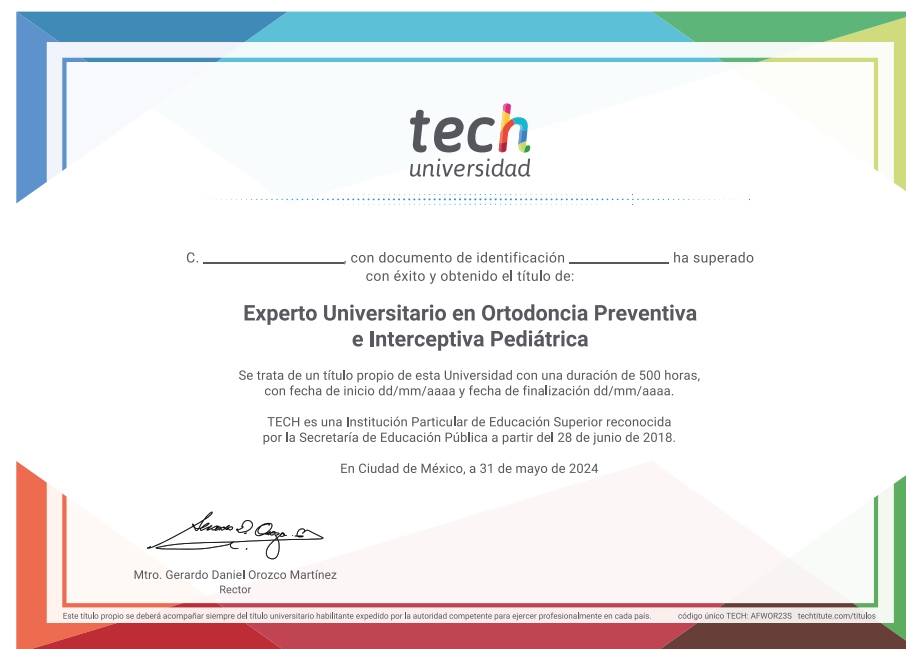 tech
universidad
C. ____________, con documento de identificación ____________ ha superado
con éxito y obtenido el título de:
Experto Universitario en Ortodoncia Preventiva
e Interceptiva Pediátrica
Se trata de un título propio de esta Universidad con una duración de 500 horas,
con fecha de inicio dd/mm/aaaa y fecha de finalización dd/mm/aaaa.
TECH es una Institución Particular de Educación Superior reconocida
por la Secretaría de Educación Pública a partir del 28 de junio de 2018.
En Ciudad de México, a 31 de mayo de 2024
Mtro. Gerardo Daniel Orozco Martínez
Rector
Este título propio se deberá acompañar siempre del título universitario habilitante expedido por la autoridad competente para ejercer profesionalmente en cada país. código único TECH: AFWOR23S techtitute.com/titulos